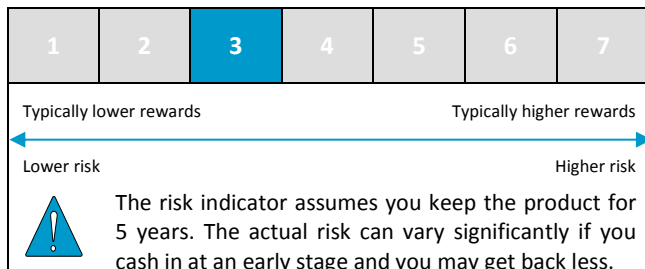 1 2 3 4 5 6 7
Typically lower rewards Typically higher rewards
Lower risk Higher risk
The risk indicator assumes you keep the product for
5 years. The actual risk can vary significantly if you
cash in at an early stage and you may get back less.